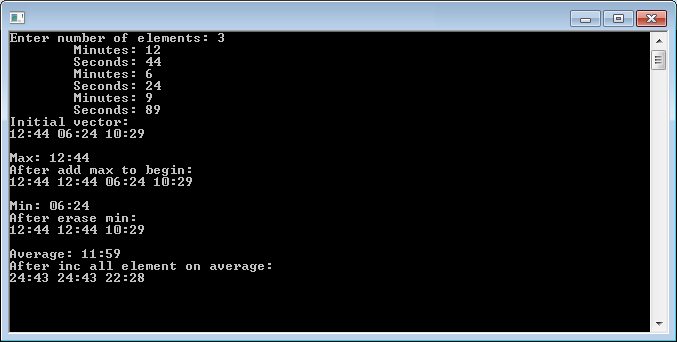 Enter number of elements: 3
Minutes: 12
Seconds: 44
Minutes: 6
Seconds: 24
Minutes: 9
Seconds: 89
Initial vector:
12:44 06:24 10:29
Max: 12:44
After add max to begin:
12:44 12:44 06:24 10:29
Min: 06:24
After erase min:
12:44 12:44 10:29
Average: 11:59
After inc all element on average:
24:43 24:43 22:28